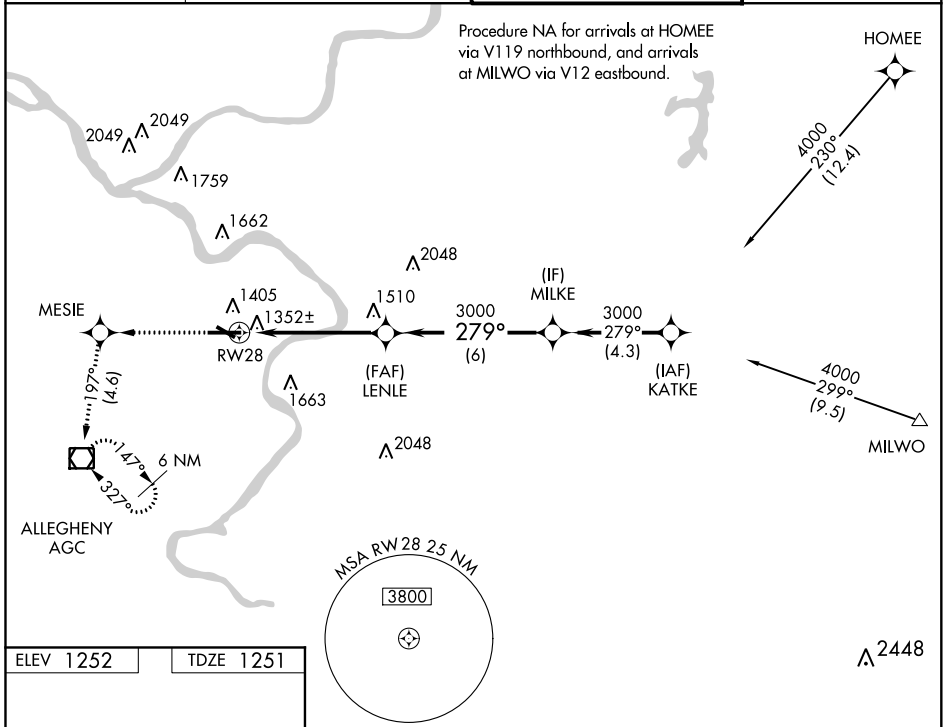 Procedure NA for arrivals at HOMEE
via V119 northbound, and arrivals
at MILWO via V12 eastbound.
HOMEE
4000
230°
(12.4)
2049
2049
1759
1662
2048
(IF)
MILKE
MESIE
1405
1352±
1510
3000
279°
(6)
3000
279°
(4.3)
RW28
(FAF)
LENLE
(IAF)
KATKE
4000
299°
(9.5)
MILWO
197°
(4.6)
1663
2048
147°
6 NM
327°
ALLEGHENY
AGC
MSA RW 28 25 NM
3800
ELEV 1252
TDZE 1251
2448